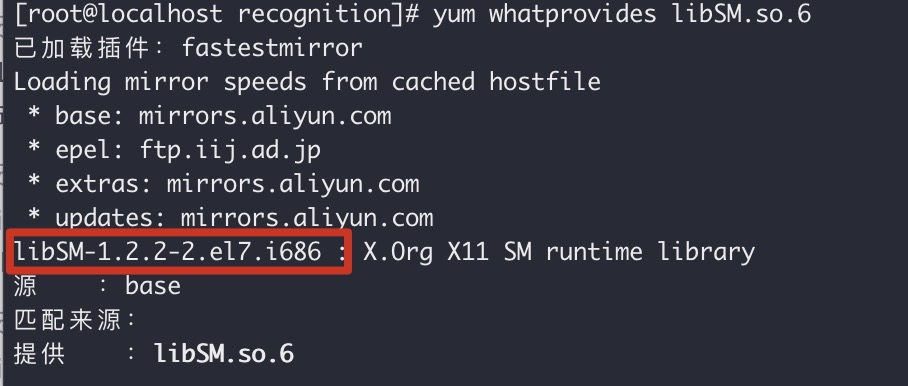 [root@localhost recognition]# yum whatprovides libSM.so.6
已加载插件：fastestmirror
Loading mirror speeds from cached hostfile
 * base: mirrors.aliyun.com
 * epel: ftp.iij.ad.jp
 * extras: mirrors.aliyun.com
 * updates: mirrors.aliyun.com
libSM-1.2.2-2.el7.i686 : X.Org X11 SM runtime library
源    : base
匹配来源：
提供    : libSM.so.6